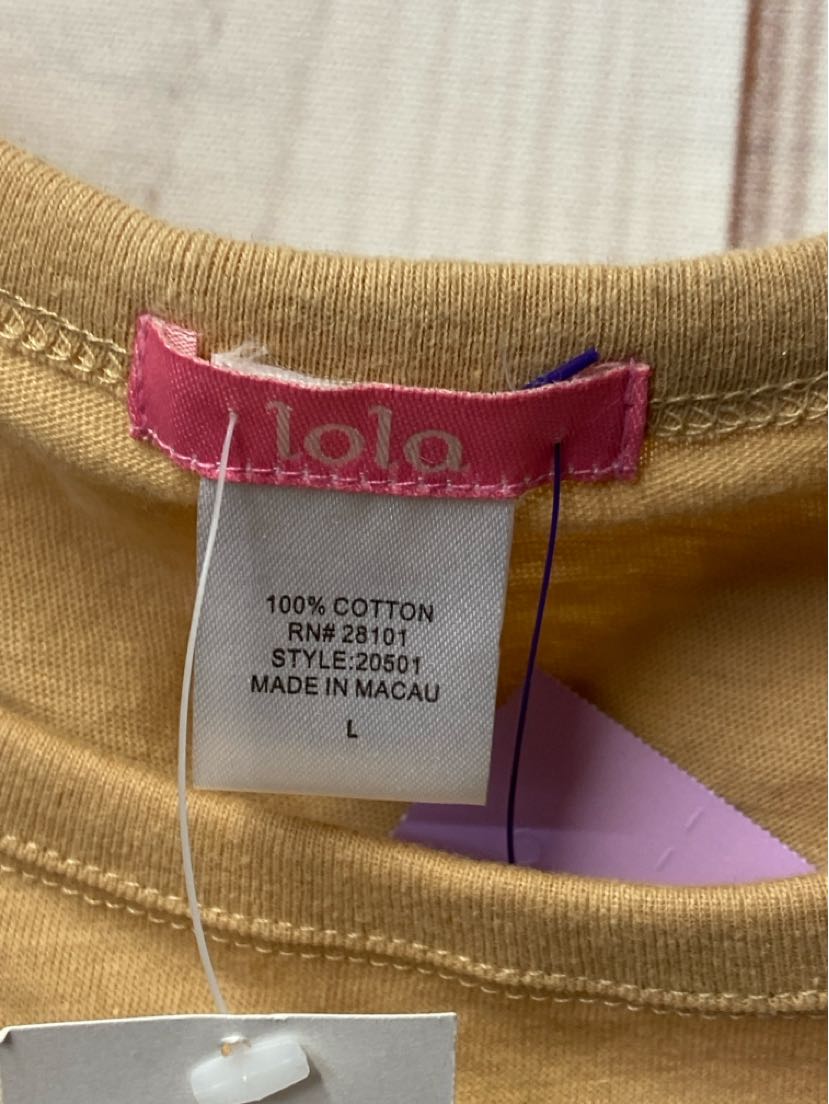 lola
100% COTTON
RN# 28101
STYLE:20501
MADE IN MACAU
L